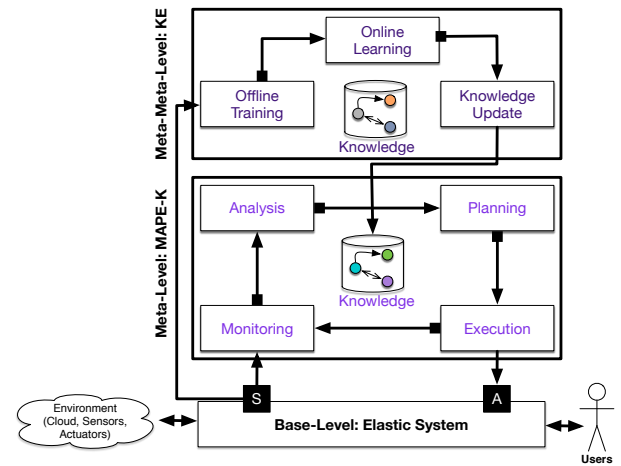 Meta-Meta-Level: KE
Online
Learning
Offline
Training
Knowledge
Update
Knowledge
Meta-Level: MAPE-K
Analysis
Planning
Knowledge
Monitoring
Execution
S
A
Environment
(Cloud, Sensors,
Actuators)
Base-Level: Elastic System
Users